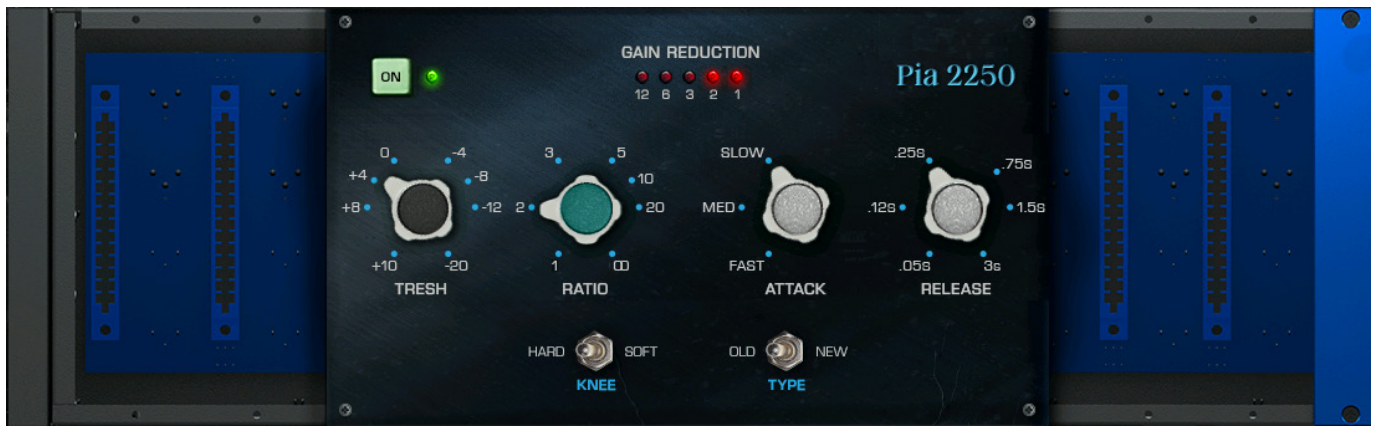 GAIN REDUCTION
ON
Pia 2250
12 6 3 2 1
0 -4
+4 -8
+8 -12
+10 -20
TRESH
3 5
10
2 20
1 ∞
RATIO
SLOW
MED
FAST
ATTACK
.25s .75s
.12s 1.5s
.05s 3s
RELEASE
HARD SOFT
KNEE
OLD NEW
TYPE